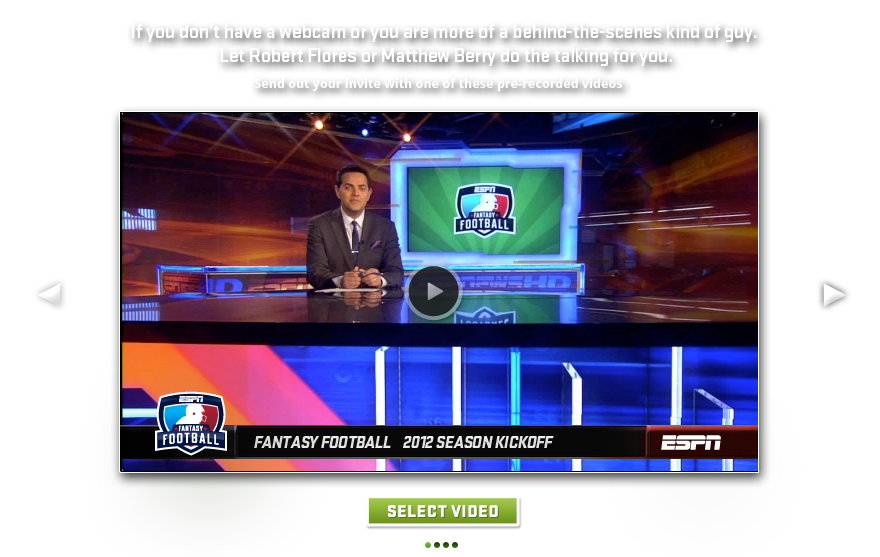 If you don't have a webcam or you are more of a behind-the-scenes kind of guy.
Let Robert Flores or Matthew Berry do the talking for you.
Send out your invite with one of these pre-recorded videos
ESPN
FANTASY
FOOTBALL
HD
ESPN
FANTASY
FOOTBALL
FANTASY FOOTBALL 2012 SEASON KICKOFF
ESPN
SELECT VIDEO